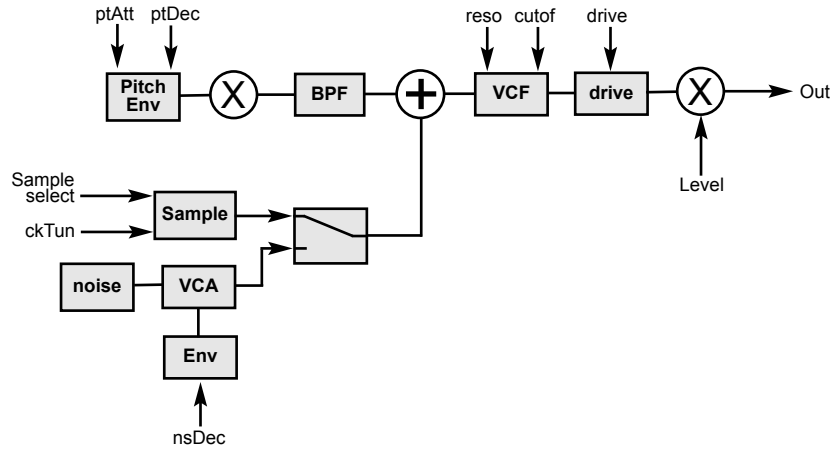 ptAtt ptDec reso cutof drive
Pitch
Env
X BPF + VCF drive X Out
Level
Sample
select
Sample
ckTun
noise VCA
Env
nsDec